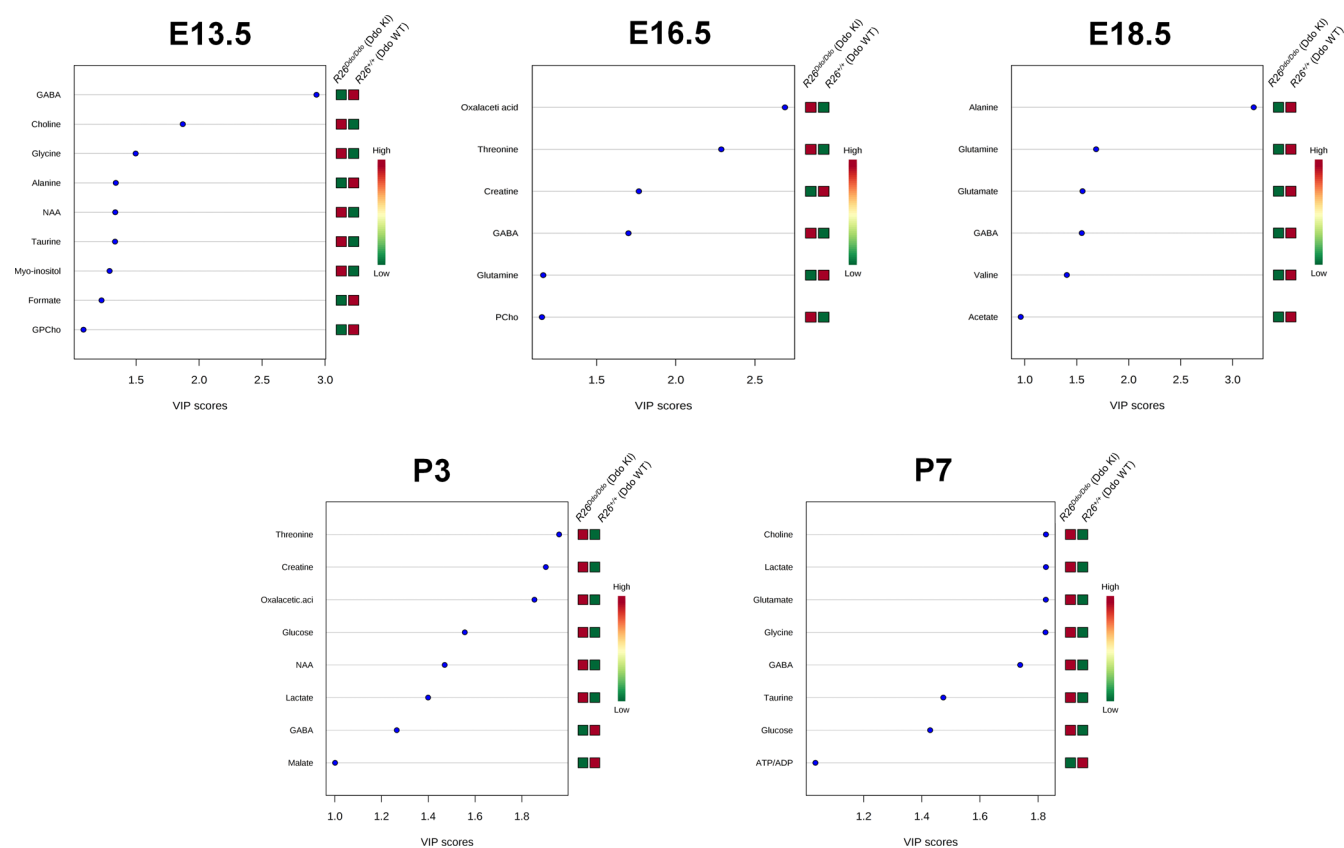 E13.5
R26Ddo/Ddo (Ddo KI)
R26+/+ (Ddo WT)
GABA
Choline
Glycine
Alanine
NAA
Taurine
Myo-inositol
Formate
GPCho
High
Low
1.5 2.0 2.5 3.0
VIP scores
E16.5
R26Ddo/Ddo (Ddo KI)
R26+/+ (Ddo WT)
Oxalaceti acid
Threonine
Creatine
GABA
Glutamine
PCho
High
Low
1.5 2.0 2.5
VIP scores
E18.5
R26Ddo/Ddo (Ddo KI)
R26+/+ (Ddo WT)
Alanine
Glutamine
Glutamate
GABA
Valine
Acetate
High
Low
1.0 1.5 2.0 2.5 3.0
VIP scores
P3
R26Ddo/Ddo (Ddo KI)
R26+/+ (Ddo WT)
Threonine
Creatine
Oxalacetic.aci
Glucose
NAA
Lactate
GABA
Malate
High
Low
1.0 1.2 1.4 1.6 1.8
VIP scores
P7
R26Ddo/Ddo (Ddo KI)
R26+/+ (Ddo WT)
Choline
Lactate
Glutamate
Glycine
GABA
Taurine
Glucose
ATP/ADP
High
Low
1.2 1.4 1.6 1.8
VIP scores